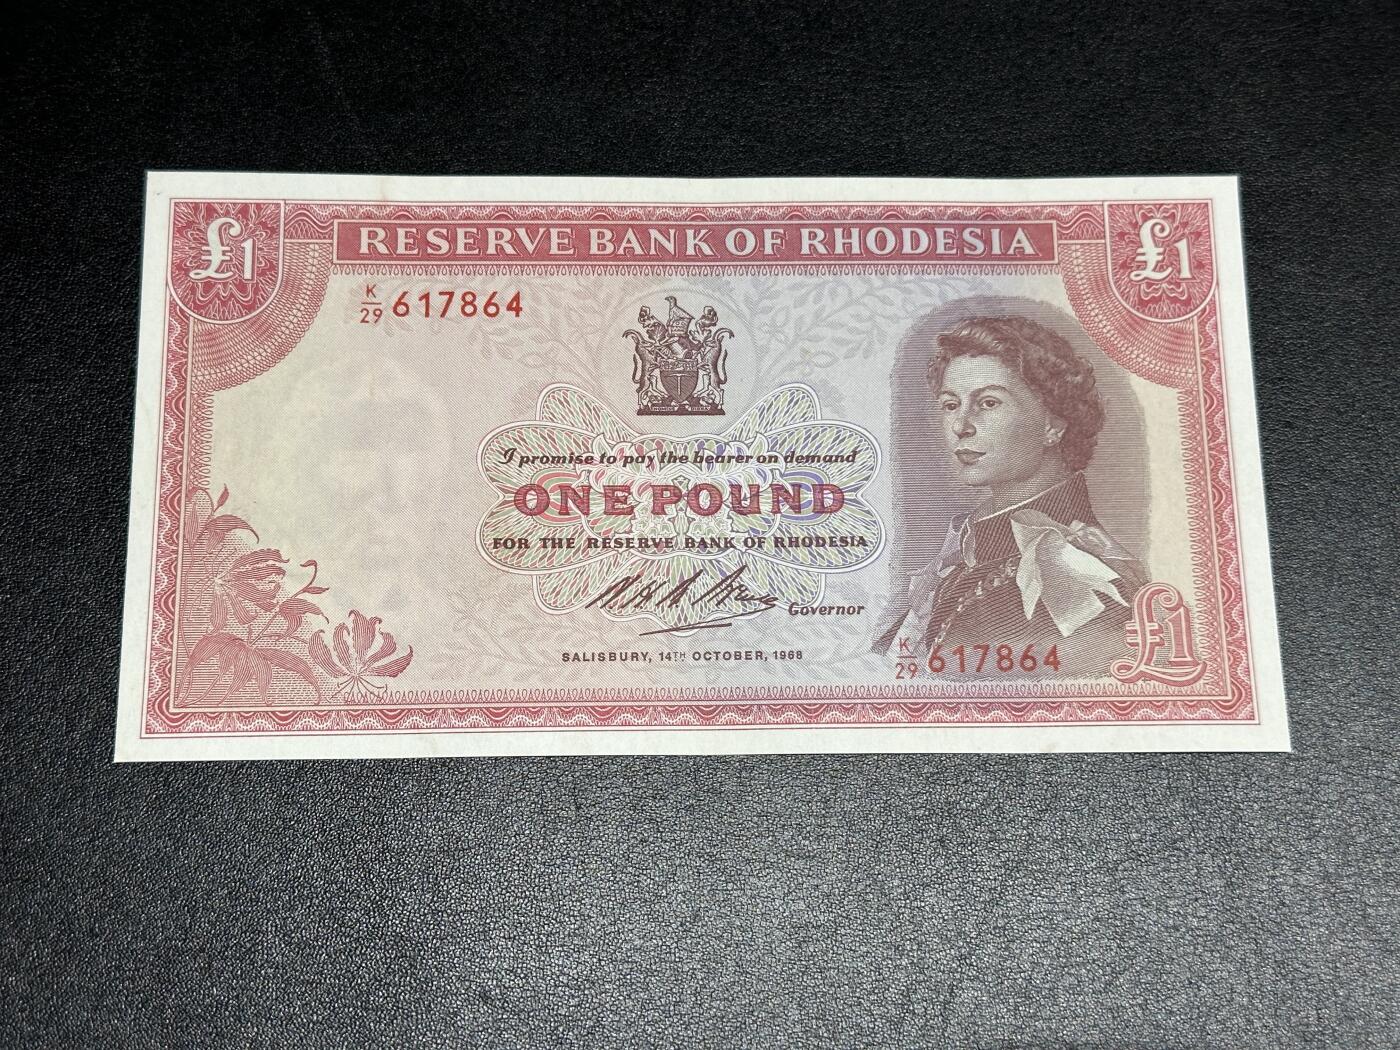 £1 RESERVE BANK OF RHODESIA £1
K/29 617864
I promise to pay the bearer on demand
ONE POUND
FOR THE RESERVE BANK OF RHODESIA
Governor
SALISBURY, 14TH OCTOBER, 1968
K/29 617864 £1